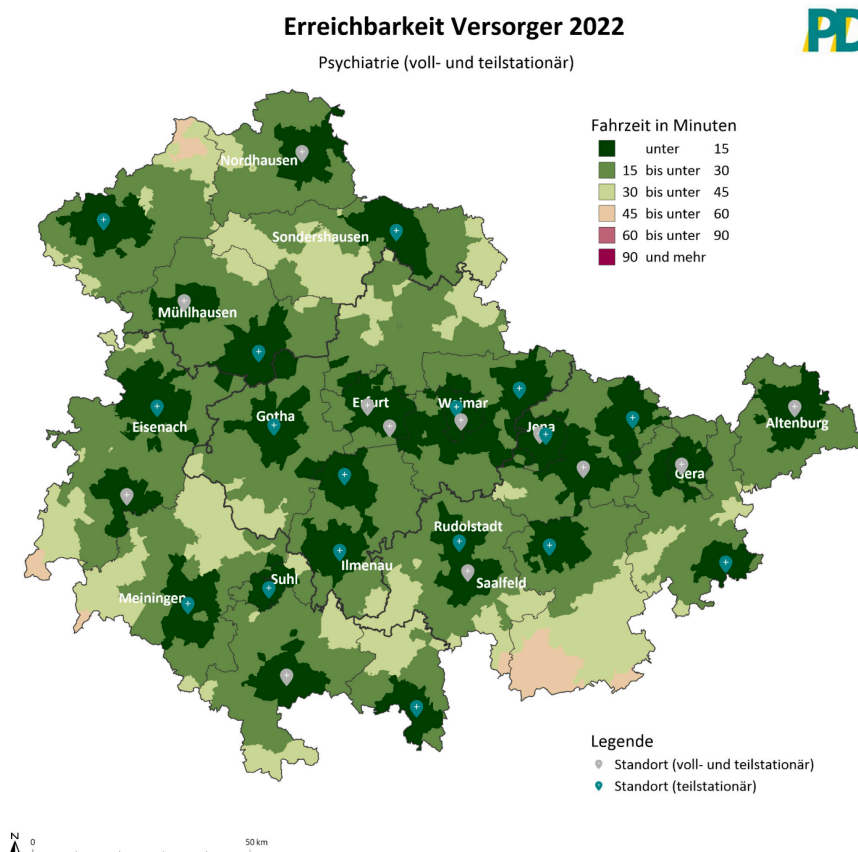 Erreichbarkeit Versorger 2022
PD
Psychiatrie (voll- und teilstationär)
Fahrzeit in Minuten
unter 15
15 bis unter 30
30 bis unter 45
45 bis unter 60
60 bis unter 90
90 und mehr
Nordhausen
Sondershausen
Mühlhausen
Eisenach
Gotha
Erfurt
Weimar
Jena
Gera
Altenburg
Rudolstadt
Saalfeld
Ilmenau
Suhl
Meiningen
Legende
Standort (voll- und teilstationär)
Standort (teilstationär)
N
0 50 km